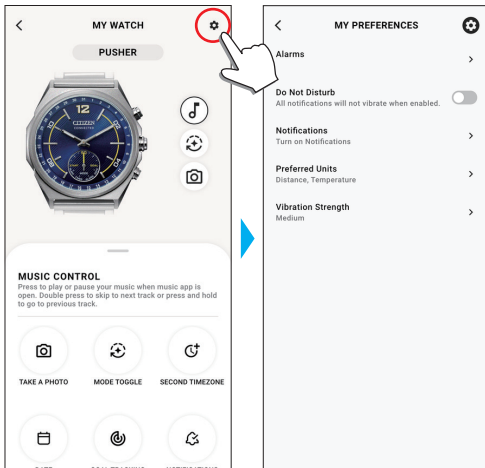 MY WATCH
PUSHER
12
CITIZEN
CONNECTED
MUSIC CONTROL
Press to play or pause your music when music app is
open. Double press to skip to next track or press and hold
to go to previous track.
TAKE A PHOTO
MODE TOGGLE
SECOND TIMEZONE
MY PREFERENCES
Alarms
Do Not Disturb
All notifications will not vibrate when enabled.
Notifications
Turn on Notifications
Preferred Units
Distance, Temperature
Vibration Strength
Medium